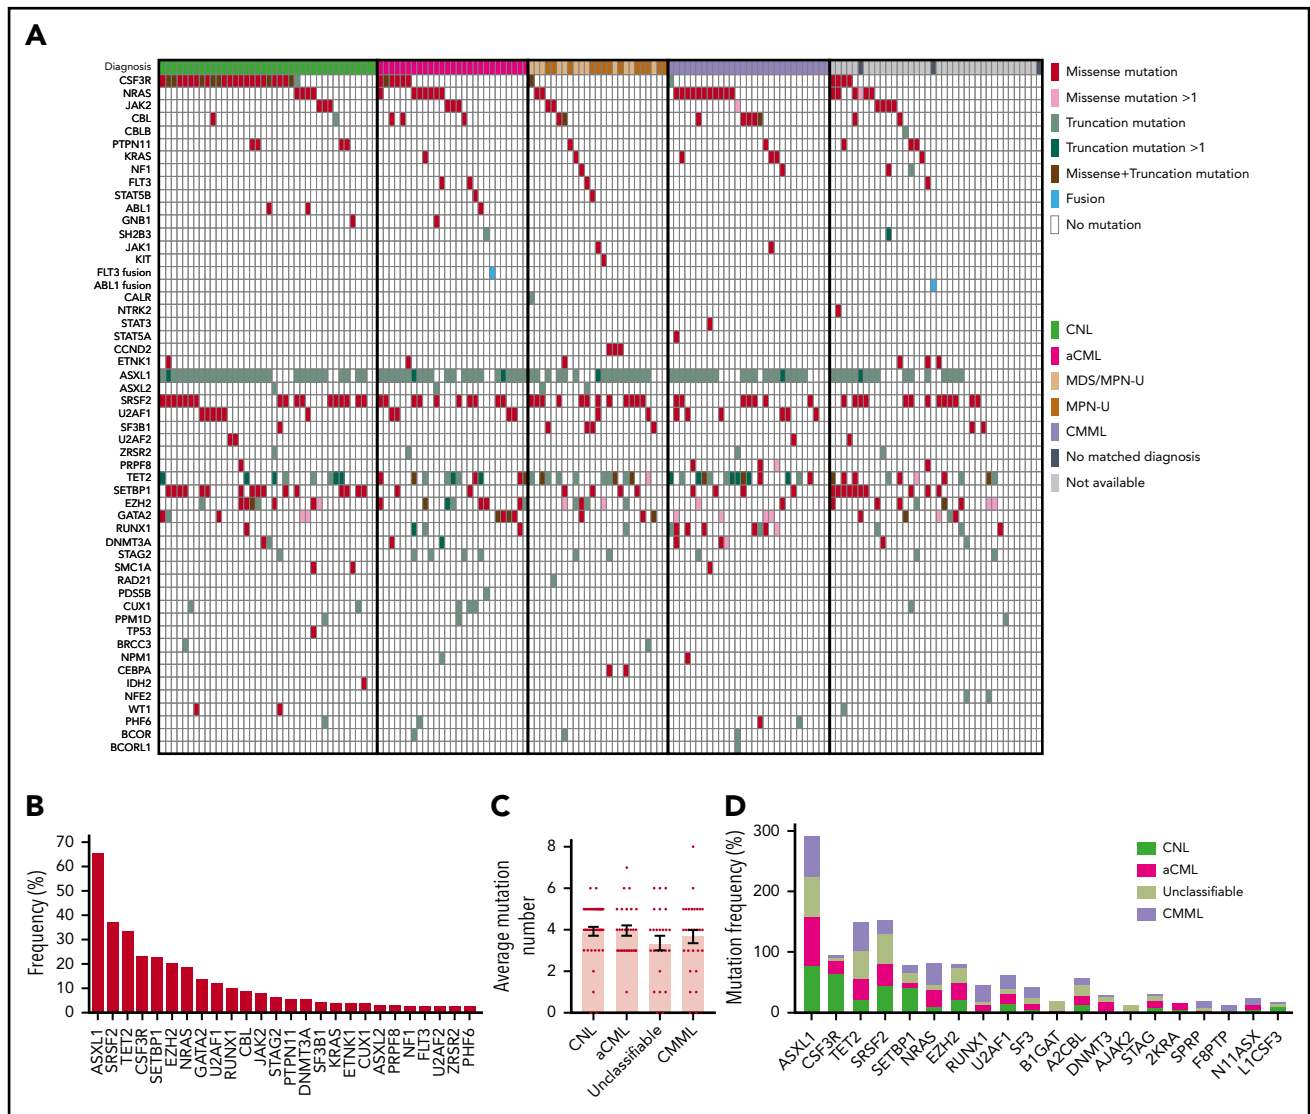 A
Diagnosis
CSF3R
NRAS
JAK2
CBL
CBLB
PTPN11
KRAS
NF1
FLT3
STAT5B
ABL1
GNB1
SH2B3
JAK1
KIT
FLT3 fusion
ABL1 fusion
CALR
NTRK2
STAT3
STAT5A
CCND2
ETNK1
ASXL1
ASXL2
SRSF2
U2AF1
SF3B1
U2AF2
ZRSR2
PRPF8
TET2
SETBP1
EZH2
GATA2
RUNX1
DNMT3A
STAG2
SMC1A
RAD21
PDS5B
CUX1
PPM1D
TP53
BRCC3
NPM1
CEBPA
IDH2
NFE2
WT1
PHF6
BCOR
BCORL1
Missense mutation
Missense mutation >1
Truncation mutation
Truncation mutation >1
Missense+Truncation mutation
Fusion
No mutation
CNL
aCML
MDS/MPN-U
MPN-U
CMML
No matched diagnosis
Not available
B
Frequency (%)
70
60
50
40
30
20
10
0
ASXL1
SRSF2
TET2
CSF3R
SETBP1
EZH2
NRAS
GATA2
U2AF1
RUNX1
CBL
JAK2
STAG2
PTPN11
DNMT3A
SF3B1
KRAS
ETNK1
CUX1
ASXL2
PRPF8
NF1
FLT3
U2AF2
ZRSR2
PHF6
C
Average mutation
number
8
6
4
2
0
CNL
aCML
Unclassifiable
CMML
D
Mutation frequency (%)
300
200
100
0
CNL
aCML
Unclassifiable
CMML
ASXL1
CSF3R
TET2
SRSF2
SETBP1
NRAS
EZH2
RUNX1
U2AF1
SF3
B1GAT
A2CBL
DNMT3
AJAK2
STAG
2KRA
SPRP
F8PTP
N11ASX
L1CSF3